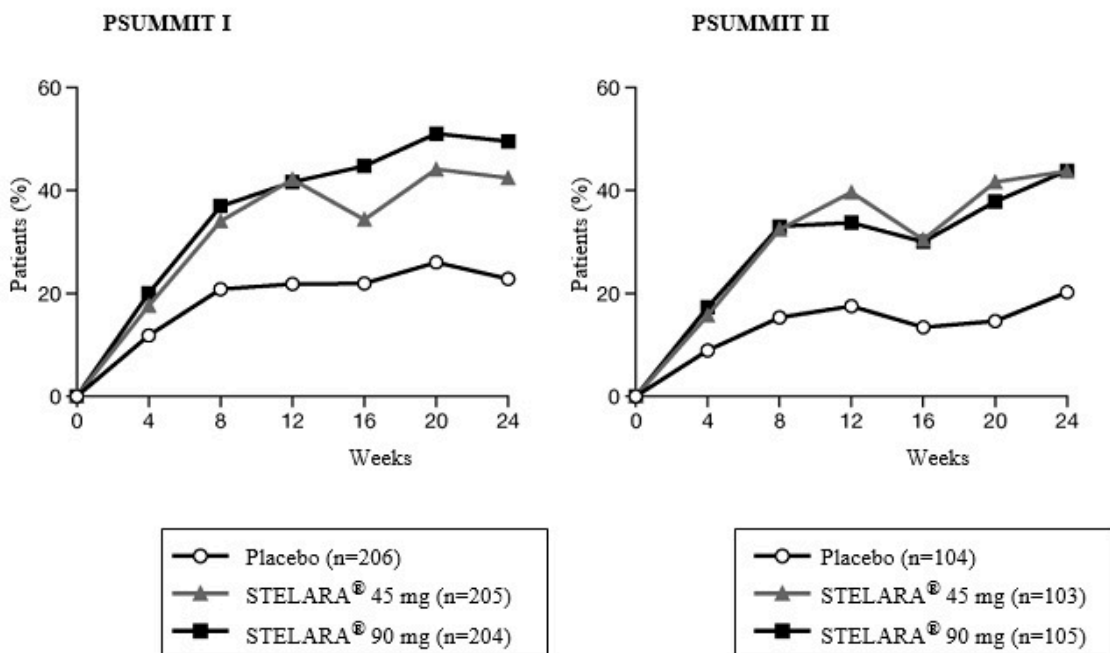 PSUMMIT I
60
40
20
0
Patients (%)
0 4 8 12 16 20 24
Weeks
Placebo (n=206)
STELARA® 45 mg (n=205)
STELARA® 90 mg (n=204)
PSUMMIT II
60
40
20
0
Patients (%)
0 4 8 12 16 20 24
Weeks
Placebo (n=104)
STELARA® 45 mg (n=103)
STELARA® 90 mg (n=105)